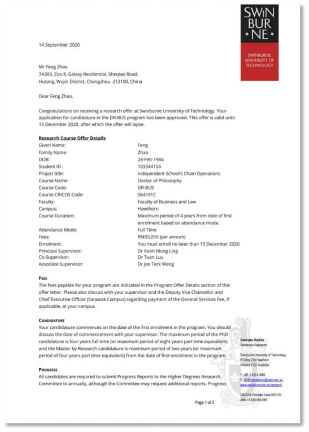 SWIN
BUR
• NE •
SWINBURNE
UNIVERSITY OF
TECHNOLOGY
14 September 2020
Mr Feng Zhao
7A303, Zoo 8, Galaxy Residential, Shenjao Road,
Hutang, Wujin District, Changzhou 213100, China
Dear Feng Zhao,
Congratulations on receiving a research offer at Swinburne University of Technology. Your
application for candidature in the DR-BUS program has been approved. This offer is valid until
15 December 2020, after which the offer will lapse.
Research Course Offer Details
Given Name: Feng
Family Name: Zhao
DOB: 28-Feb-1984
Student ID : 103344154
Project title: Independent School's Chain Operations
Course Name: Doctor of Philosophy
Course Code: DR-BUS
Course CRICOS Code: 064191C
Faculty: Faculty of Business and Law
Campus: Hawthorn
Course Duration: Maximum period of 4 years from date of first
enrolment based on attendance mode.
Attendance Mode: Full Time
Fees: RM35,050 (per annum)
Enrolment: You must enrol no later than 15 December 2020
Principal Supervisor: Dr Voon Mung Ling
Co-Supervisor: Dr Tuan Luu
Associate Supervisor: Dr Jee Teck Weng
FEES
The fees payable for your program are indicated in the Program Offer Details section of this
offer letter. Please also discuss with your supervisor and the Deputy Vice Chancellor and
Chief Executive Officer (Sarawak Campus) regarding payment of the General Services Fee, if
applicable, at your campus.
CANDIDATURE
Your candidature commences on the date of the first enrolment in the program. You should
discuss the date of commencement with your supervisor. The maximum period of the PhD
candidature is four years full time (or maximum period of eight years part time equivalent)
and the Master by Research candidature is maximum period of two years (or maximum
period of four years part time equivalent) from the date of first enrolment in the program.
PROGRESS
All candidates are required to submit Progress Reports to the Higher Degrees Research
Committee to annually, although the Committee may request additional reports. Progress
Page 1 of 3
Graduate Studies
Swinburne Research
Swinburne University of Technology